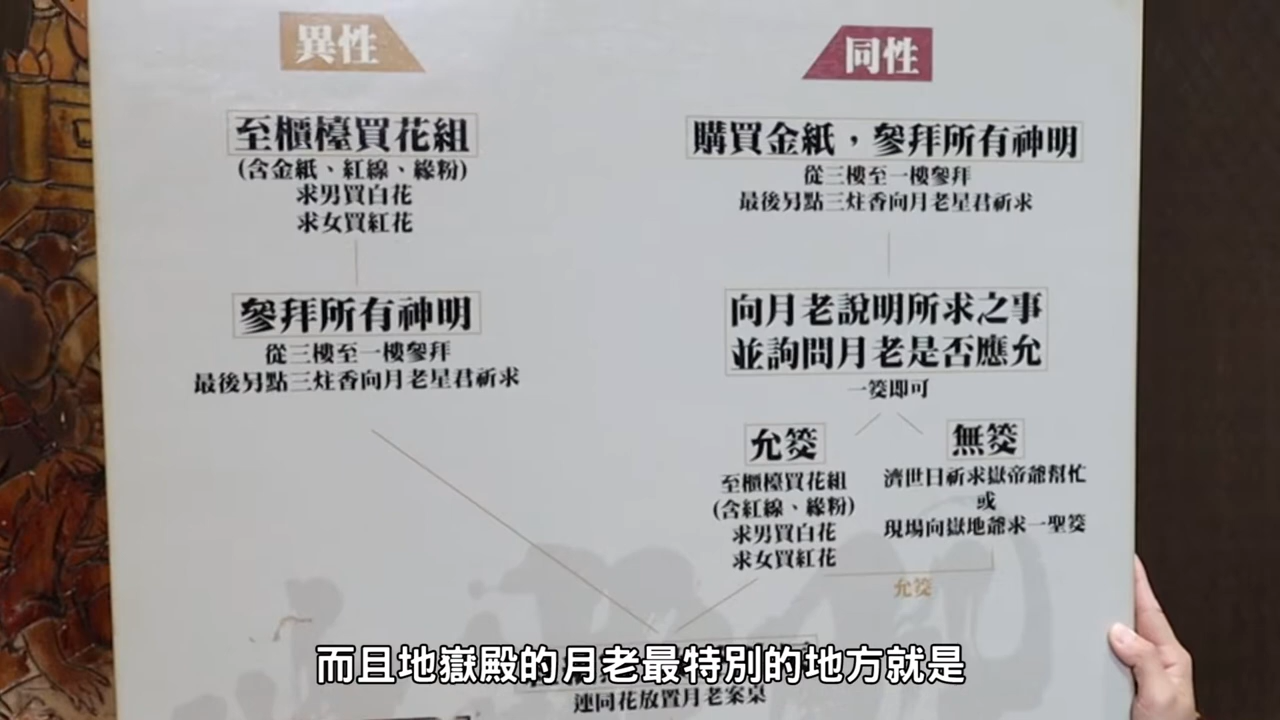 異性
至櫃檯買花組
(含金紙、紅線、緣粉)
求男買白花
求女買紅花
參拜所有神明
從三樓至一樓參拜
最後另點三炷香向月老星君祈求
同性
購買金紙，參拜所有神明
從三樓至一樓參拜
最後另點三炷香向月老星君祈求
向月老說明所求之事
並詢問月老是否應允
一筊即可
允筊
至櫃檯買花組
(含紅線、緣粉)
求男買白花
求女買紅花
無筊
濟世日祈求嶽帝爺幫忙
或
現場向嶽地爺求一聖筊
允筊
而且地嶽殿的月老最特別的地方就是
連同花放置月老案桌